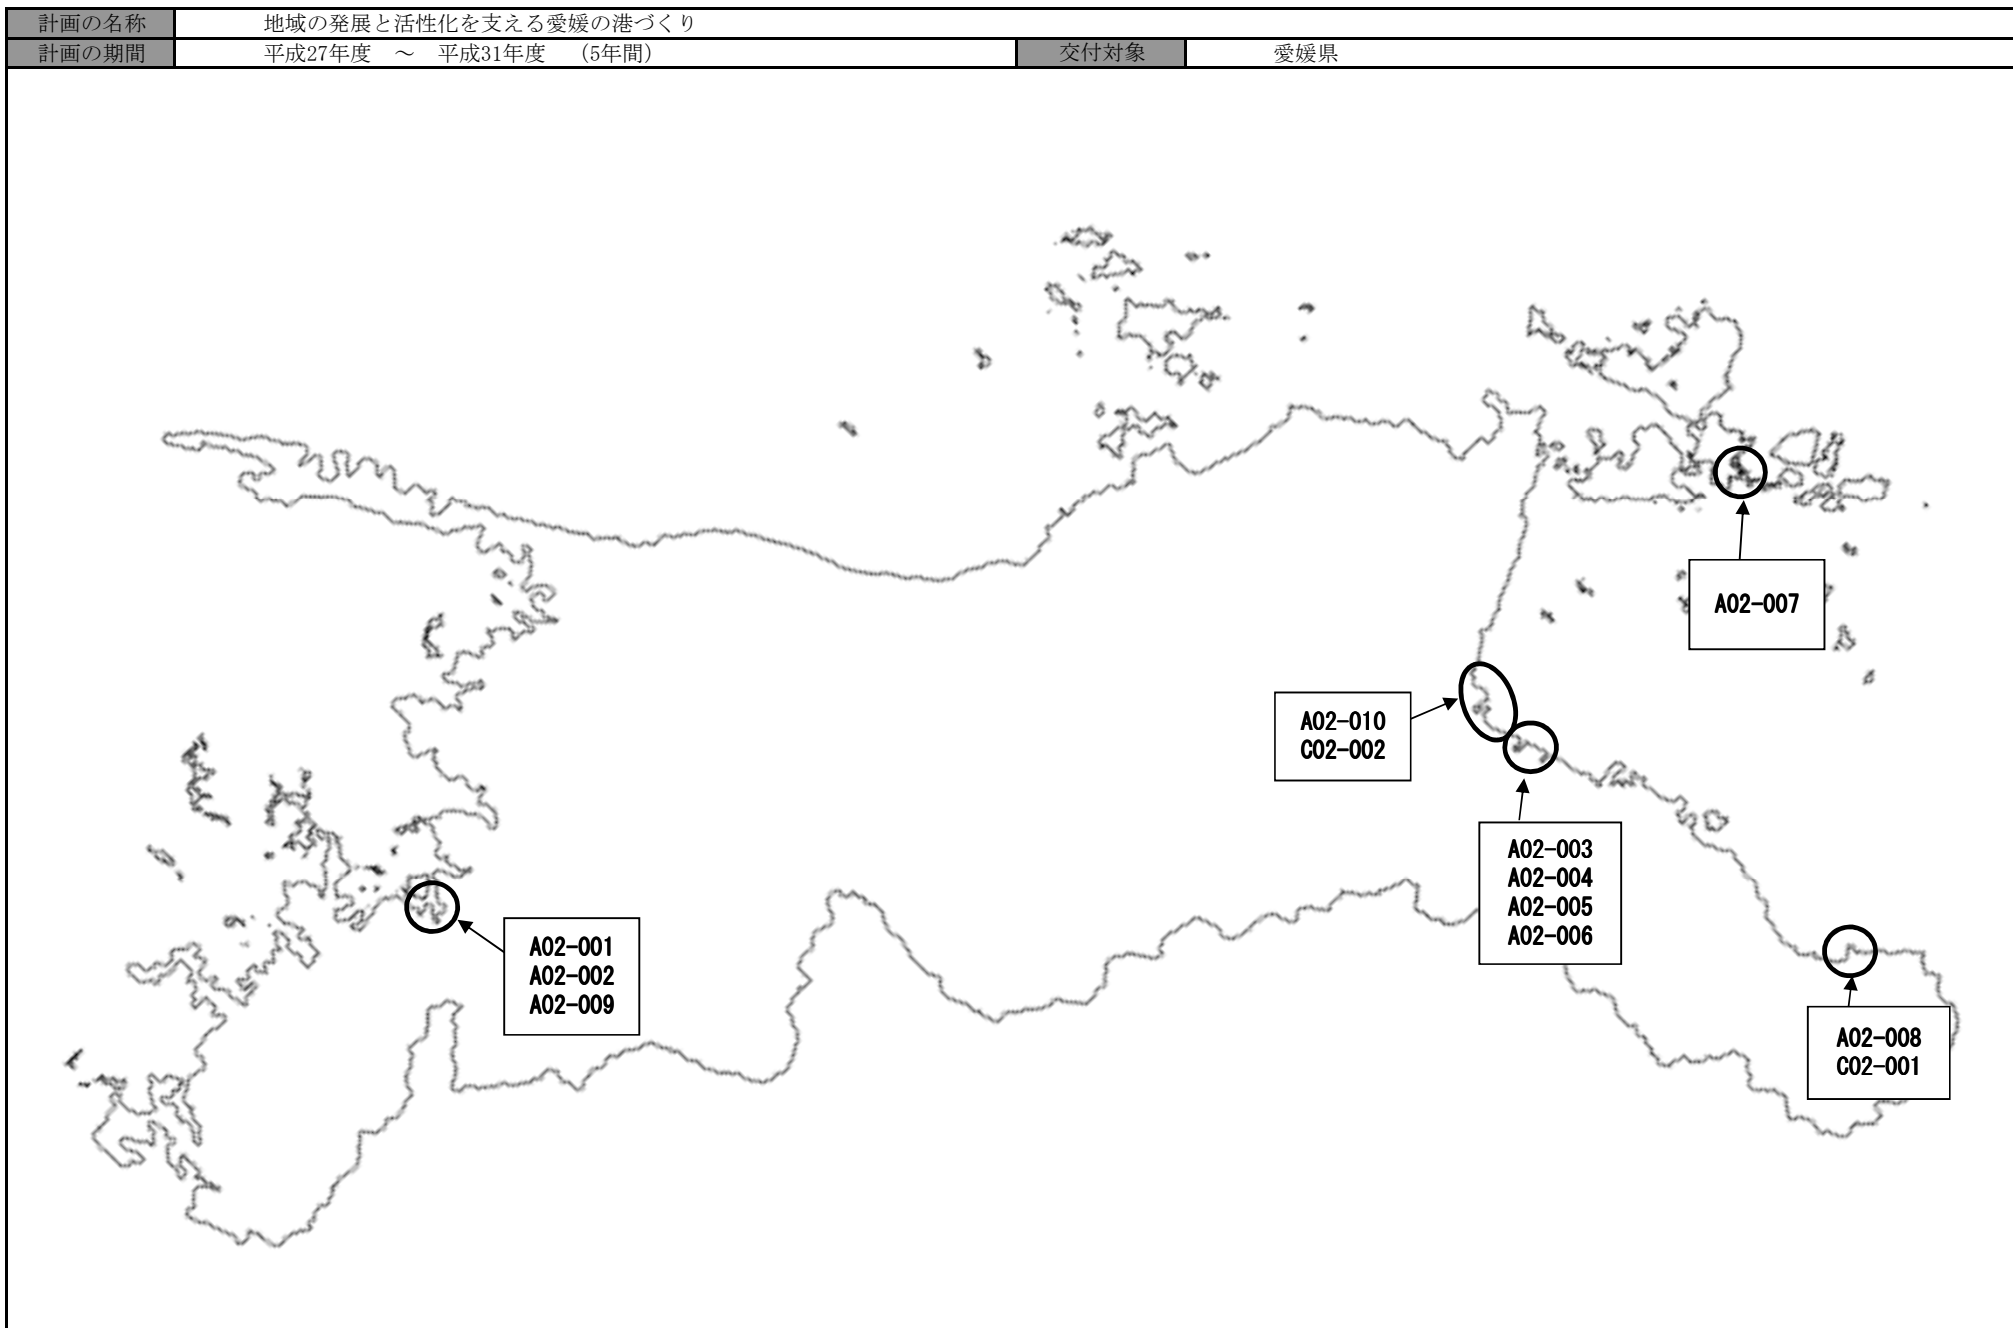 計画の名称 地域の発展と活性化を支える愛媛の港づくり
計画の期間 平成27年度 ～ 平成31年度 (5年間) 交付対象 愛媛県
A02-007
A02-010
C02-002
A02-003
A02-004
A02-005
A02-006
A02-001
A02-002
A02-009
A02-008
C02-001